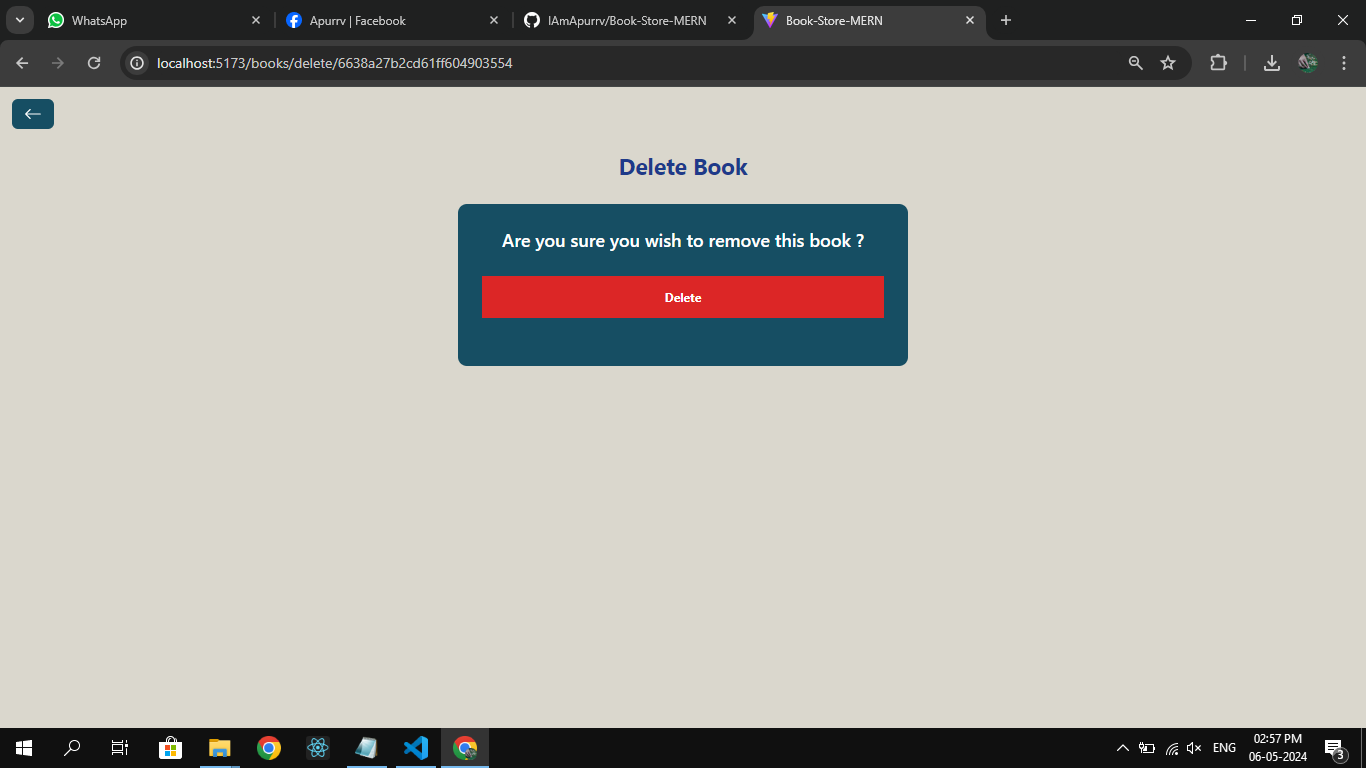 WhatsApp
Apurrv | Facebook
IAmApurrv/Book-Store-MERN
Book-Store-MERN
localhost:5173/books/delete/6638a27b2cd61ff604903554
Delete Book
Are you sure you wish to remove this book ?
Delete
ENG
02:57 PM
06-05-2024
3